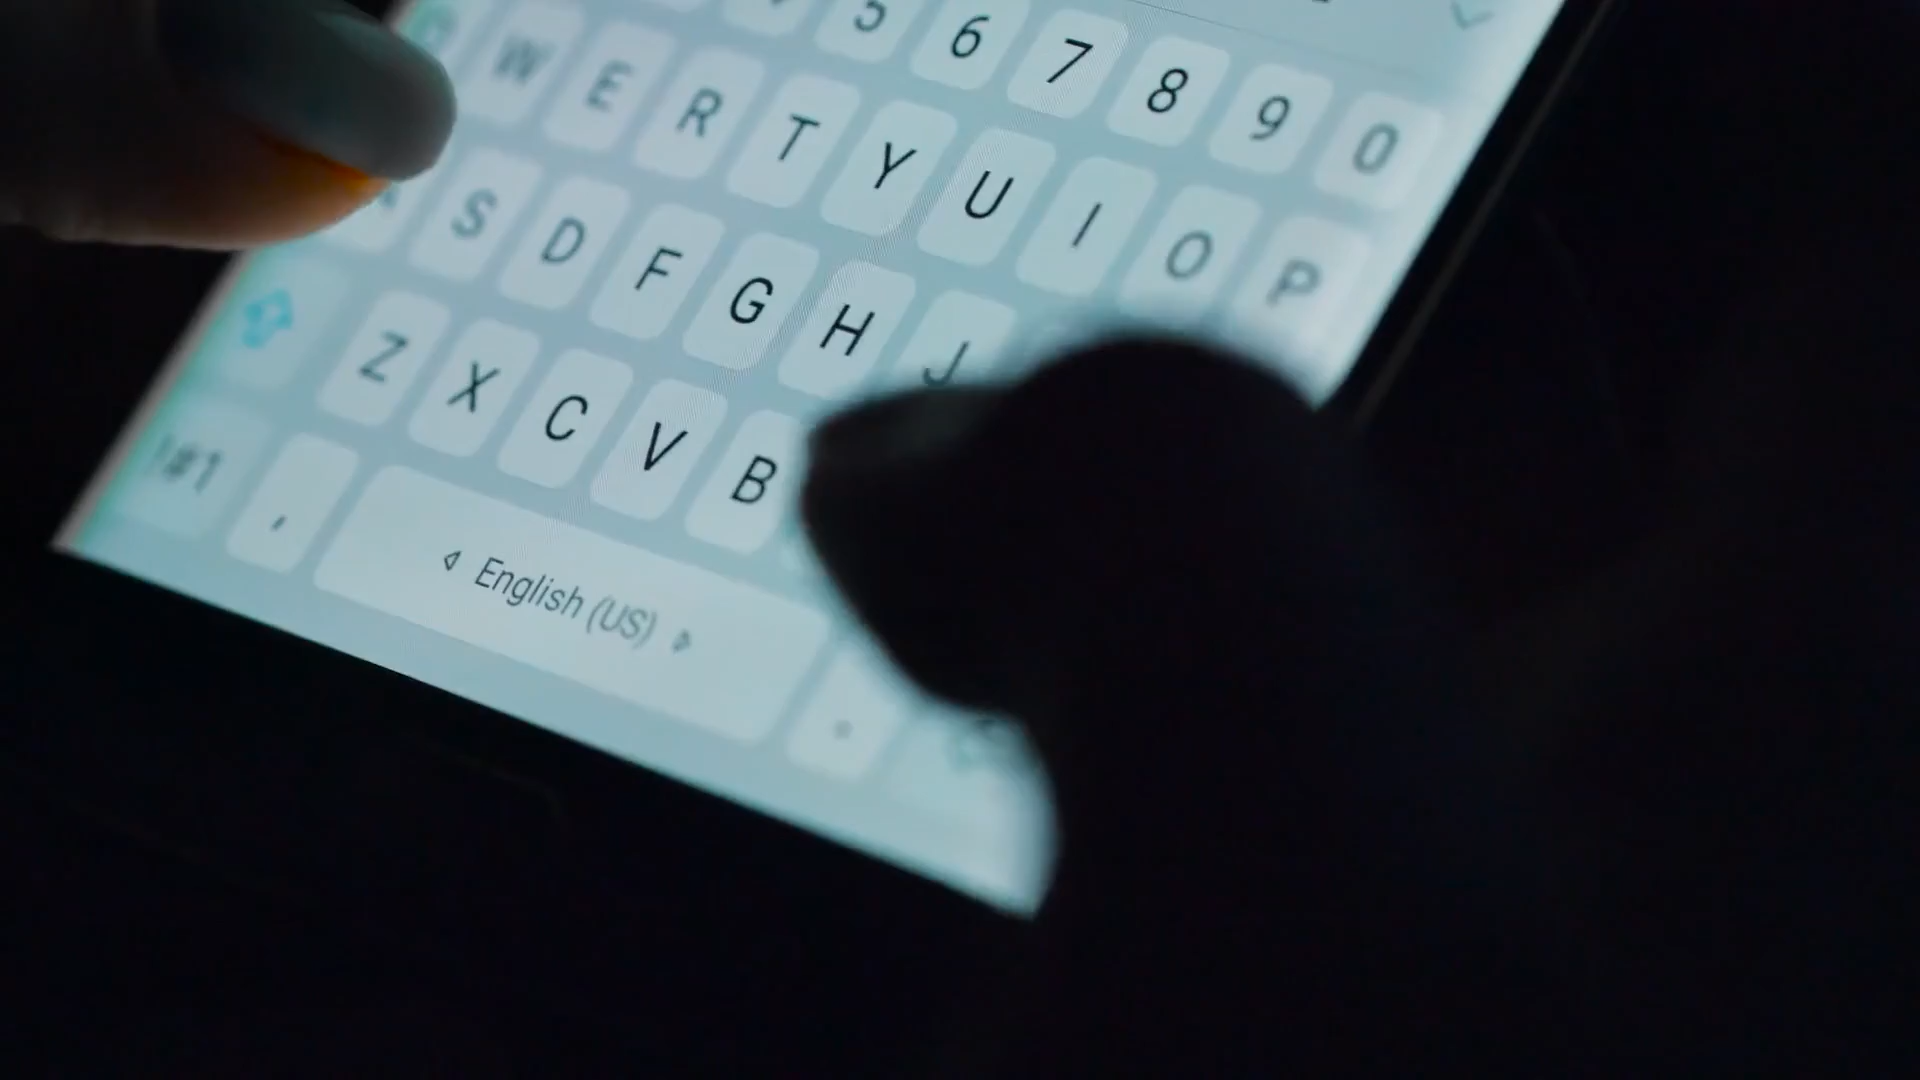 5 6 7 8 9 0
W E R T Y U I O P
S D F G H J
Z X C V B
!#1 , English (US) .